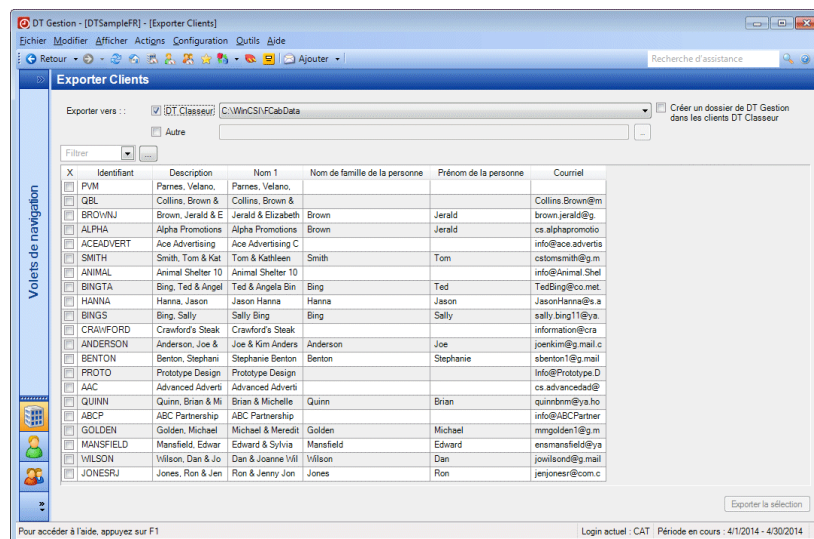 DT Gestion - [DTSampleFR] - [Exporter Clients]
Fichier Modifier Afficher Actions Configuration Outils Aide
Retour Ajouter Recherche d'assistance
Exporter Clients
Exporter vers : : DT Classeur C:\WinCSI\FCabData Créer un dossier de DT Gestion
dans les clients DT Classeur
Autre ...
Filtrer ...
Volets de navigation
X Identifiant Description Nom 1 Nom de famille de la personne Prénom de la personne Courriel
PVM Parnes, Velano, Parnes, Velano,
QBL Collins, Brown & Collins, Brown & Collins.Brown@m
BROWNJ Brown, Jerald & E Jerald & Elizabeth Brown Jerald brown.jerald@g.
ALPHA Alpha Promotions Alpha Promotions Brown Jerald cs.alphapromotio
ACEADVERT Ace Advertising Ace Advertising C info@ace.advertis
SMITH Smith, Tom & Kat Tom & Kathleen Smith Tom cstomsmith@g.m
ANIMAL Animal Shelter 10 Animal Shelter 10 info@Animal.Shel
BINGTA Bing, Ted & Angel Ted & Angela Bin Bing Ted TedBing@co.met.
HANNA Hanna, Jason Jason Hanna Hanna Jason JasonHanna@s.a
BINGS Bing, Sally Sally Bing Bing Sally sally.bing11@ya.
CRAWFORD Crawford's Steak Crawford's Steak information@cra
ANDERSON Anderson, Joe & Joe & Kim Anders Anderson Joe joenkim@g.mail.c
BENTON Benton, Stephani Stephanie Benton Benton Stephanie sbenton1@g.mail
PROTO Prototype Design Prototype Design Info@Prototype.D
AAC Advanced Adverti Advanced Adverti cs.advancedad@
QUINN Quinn, Brian & Mi Brian & Michelle Quinn Brian quinnbnm@ya.ho
ABCP ABC Partnership ABC Partnership info@ABCPartner
GOLDEN Golden, Michael Michael & Meredit Golden Michael mmgolden1@g.m
MANSFIELD Mansfield, Edwar Edward & Sylvia Mansfield Edward ensmansfield@ya
WILSON Wilson, Dan & Jo Dan & Joanne Wil Wilson Dan jowilsond@g.mail
JONESRJ Jones, Ron & Jen Ron & Jenny Jon Jones Ron jenjonesr@com.c
Exporter la sélection
Pour accéder à l'aide, appuyez sur F1 Login actuel : CAT Période en cours : 4/1/2014 - 4/30/2014